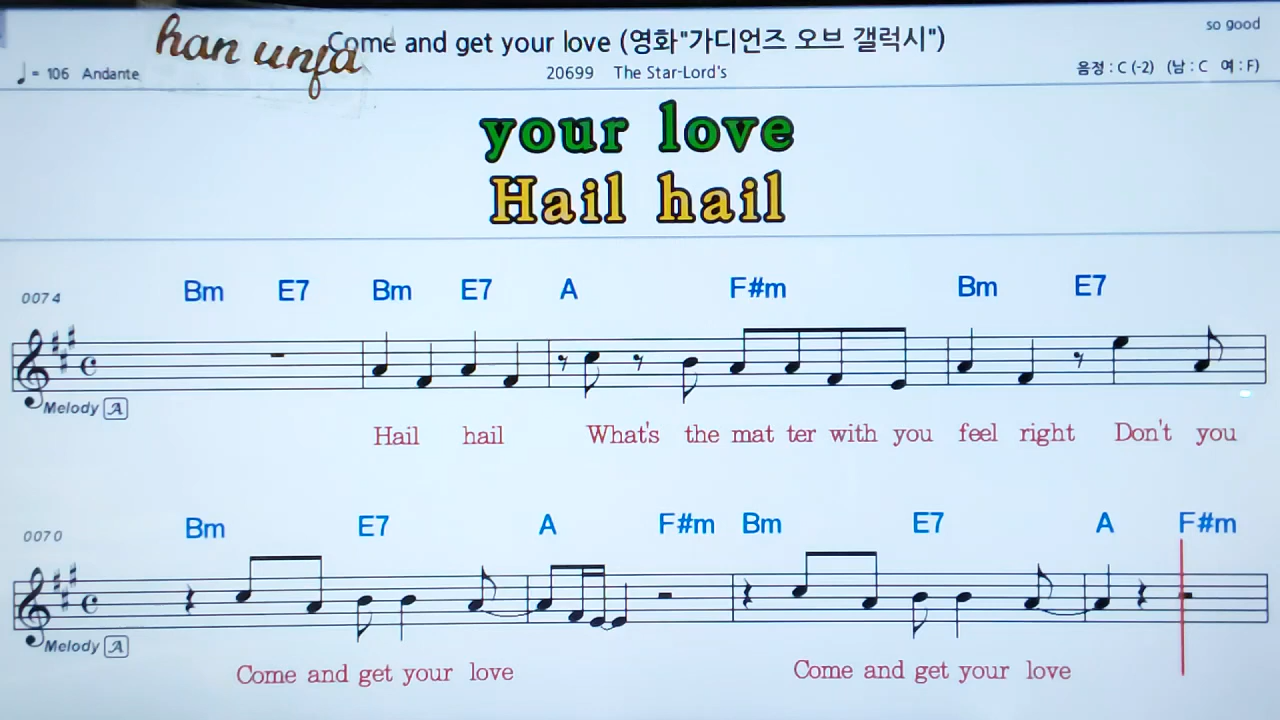 han unfa
Come and get your love (영화"가디언즈 오브 갤럭시")
so good
♩= 106 Andante
20699 The Star-Lord's
음정 : C (-2) (남 : C 여 : F)
your love
Hail hail
0074
Bm E7 Bm E7 A F#m Bm E7
Melody A
Hail hail What's the mat ter with you feel right Don't you
0070
Bm E7 A F#m Bm E7 A F#m
Melody A
Come and get your love Come and get your love